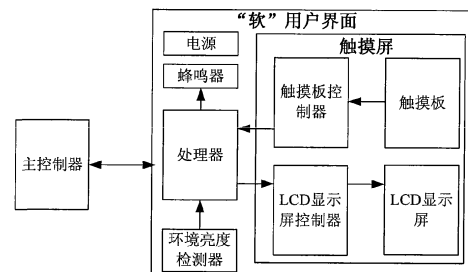 “软”用户界面
电源
触摸屏
蜂鸣器
触摸板控
制器
触摸板
主控制器
处理器
LCD显示
屏控制器
LCD显示
屏
环境亮度
检测器